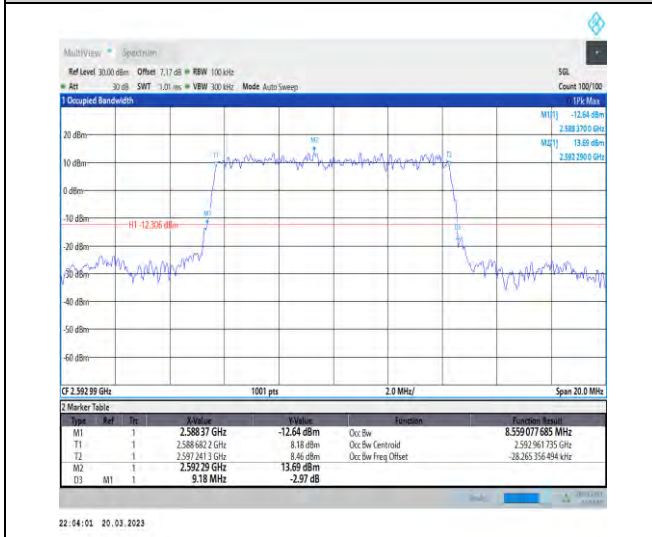 MultiView Spectrum
Ref Level 30.00 dBm Offset 7.17 dB RBW 100 kHz SGL
Att 30 dB SWT 1.01 ms VBW 300 kHz Mode Auto Sweep Count 100/100
1 Occupied Bandwidth 1Pk Max
M1[1] -12.64 dBm
2.588 3700 GHz
M2[1] 13.69 dBm
2.592 2900 GHz
20 dBm
M2
T1 T2
10 dBm
0 dBm
M1
-10 dBm
H1 -12.306 dBm
D3
-20 dBm
-30 dBm
-40 dBm
-50 dBm
-60 dBm
CF 2.592 99 GHz 1001 pts 2.0 MHz/ Span 20.0 MHz
2 Marker Table
Type Ref Trc X-Value Y-Value Function Function Result
M1 1 2.588 37 GHz -12.64 dBm Occ Bw 8.559 077 685 MHz
T1 1 2.588 682 2 GHz 8.18 dBm Occ Bw Centroid 2.592 961 735 GHz
T2 1 2.597 241 3 GHz 8.46 dBm Occ Bw Freq Offset -28.265 356 494 kHz
M2 1 2.592 29 GHz 13.69 dBm
D3 M1 1 9.18 MHz -2.97 dB
22:04:01 20.03.2023